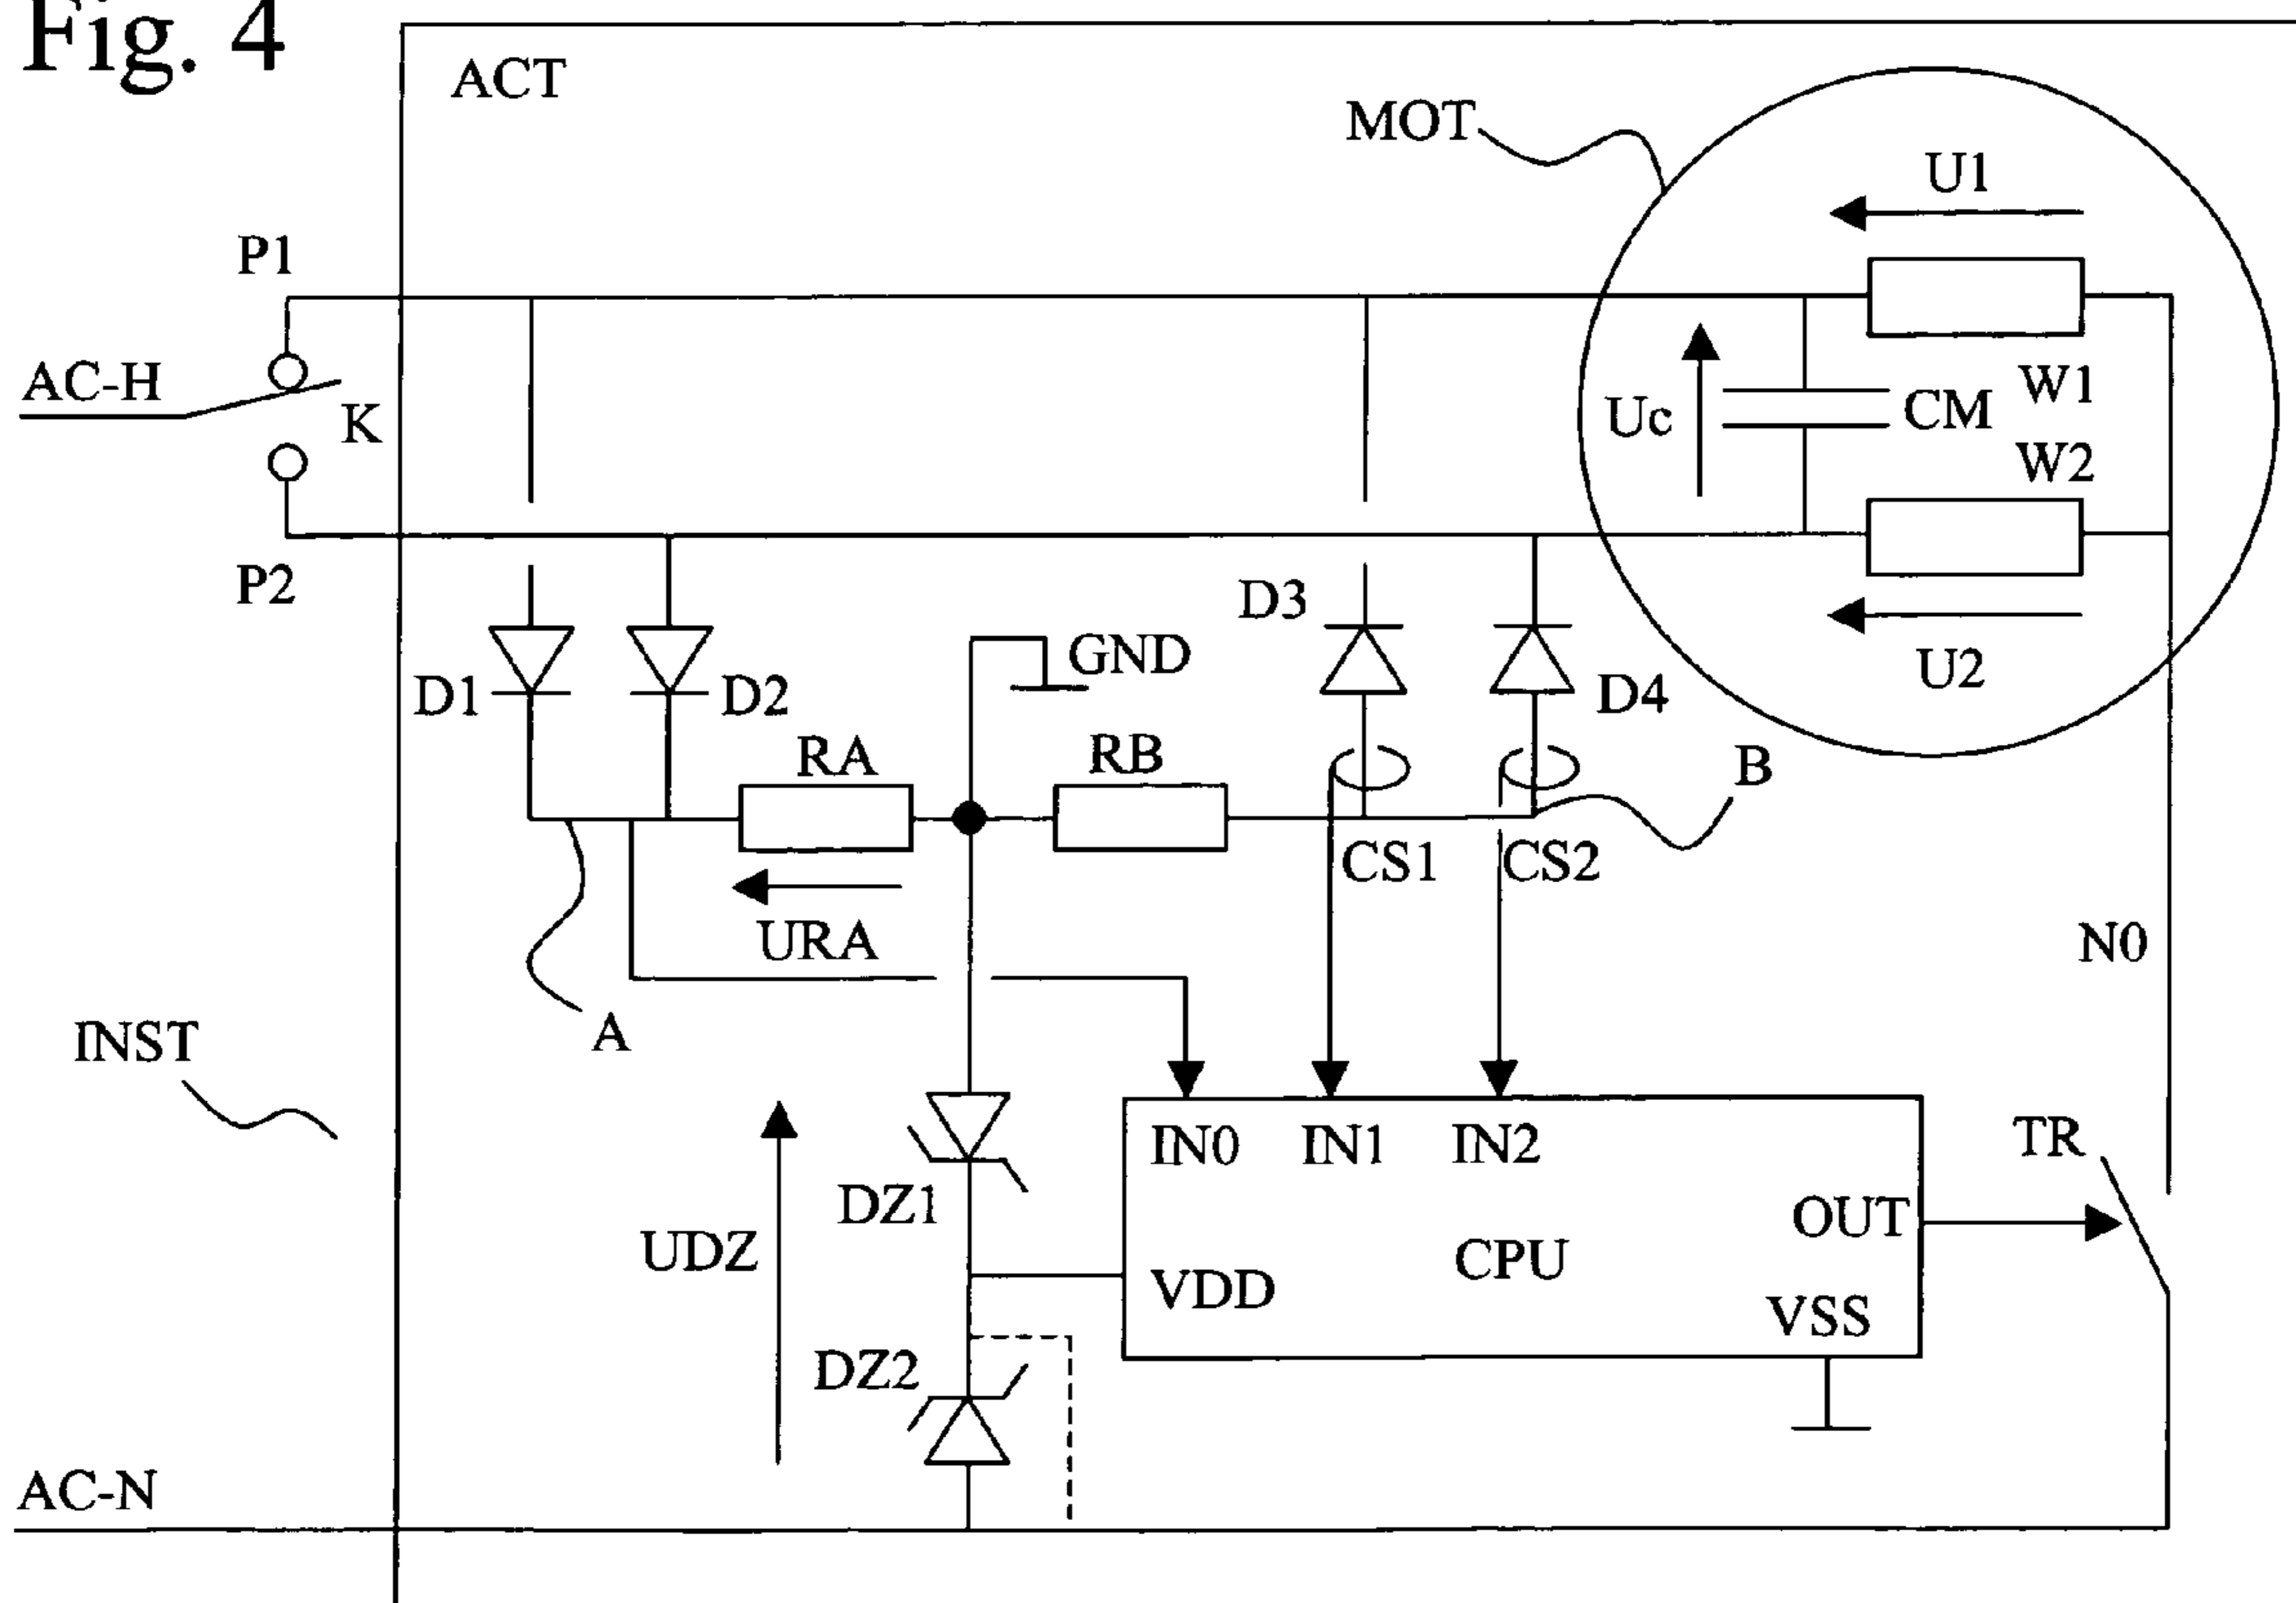 Fig. 4
ACT
MOT
U1
P1
AC-H
K
Uc
CM
W1
W2
P2
D3
GND
D1
D2
D4
U2
RA
RB
B
CS1
CS2
URA
N0
A
INST
IN0
IN1
IN2
TR
DZ1
OUT
UDZ
CPU
VDD
VSS
DZ2
AC-N